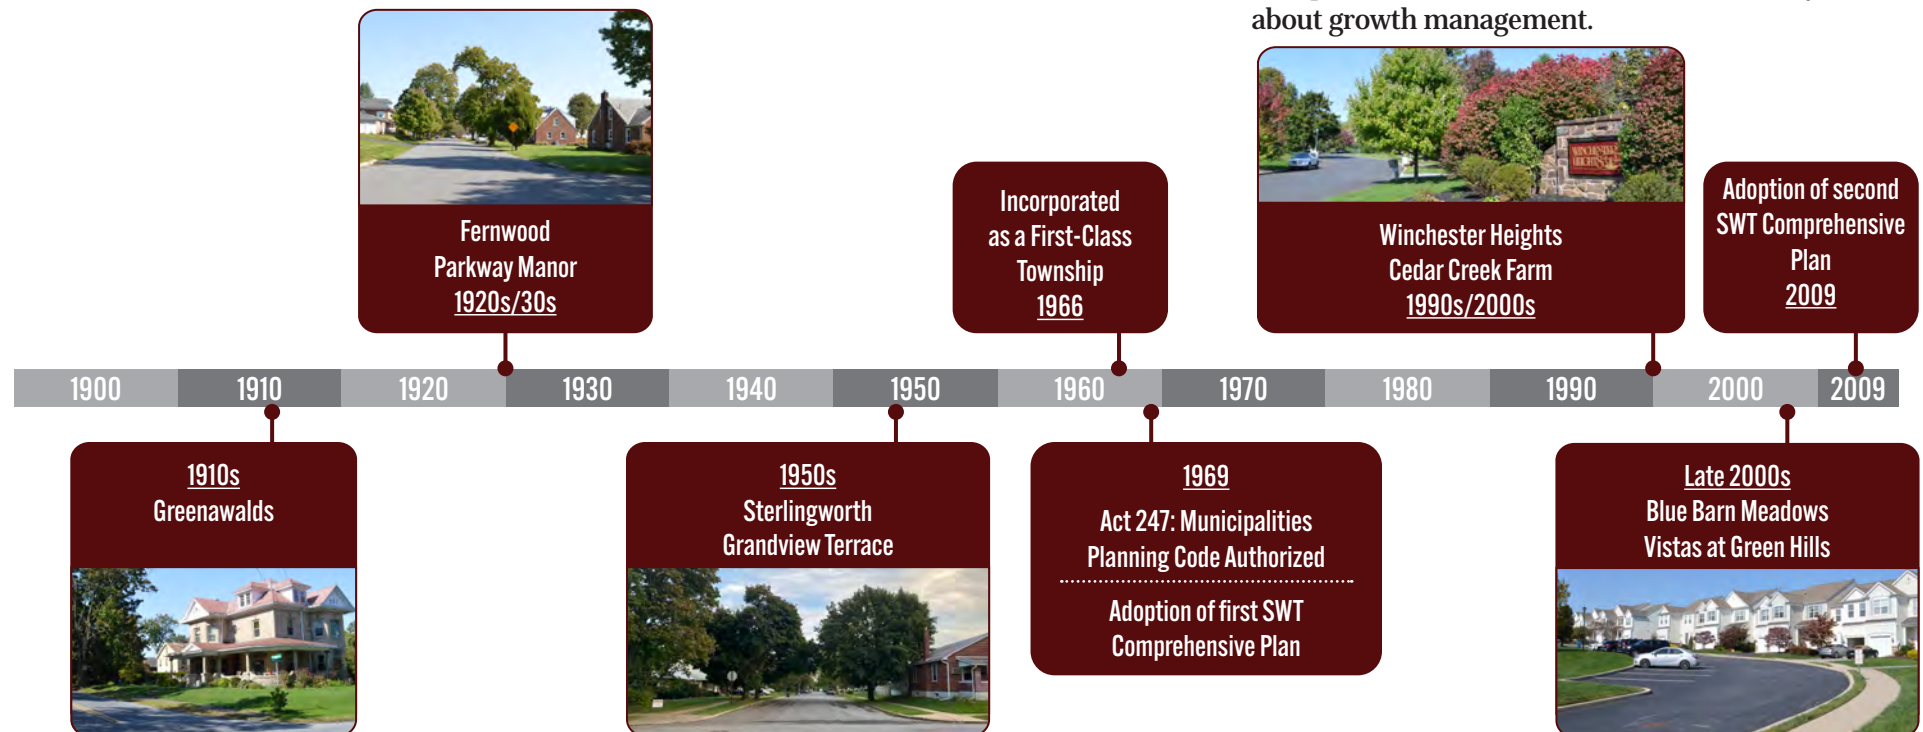 about growth management.
Fernwood
Parkway Manor
1920s/30s
Incorporated
as a First-Class
Township
1966
WINCHESTER
HEIGHTS
Winchester Heights
Cedar Creek Farm
1990s/2000s
Adoption of second
SWT Comprehensive
Plan
2009
1900 1910 1920 1930 1940 1950 1960 1970 1980 1990 2000 2009
1910s
Greenawalds
1950s
Sterlingworth
Grandview Terrace
1969
Act 247: Municipalities
Planning Code Authorized
Adoption of first SWT
Comprehensive Plan
Late 2000s
Blue Barn Meadows
Vistas at Green Hills